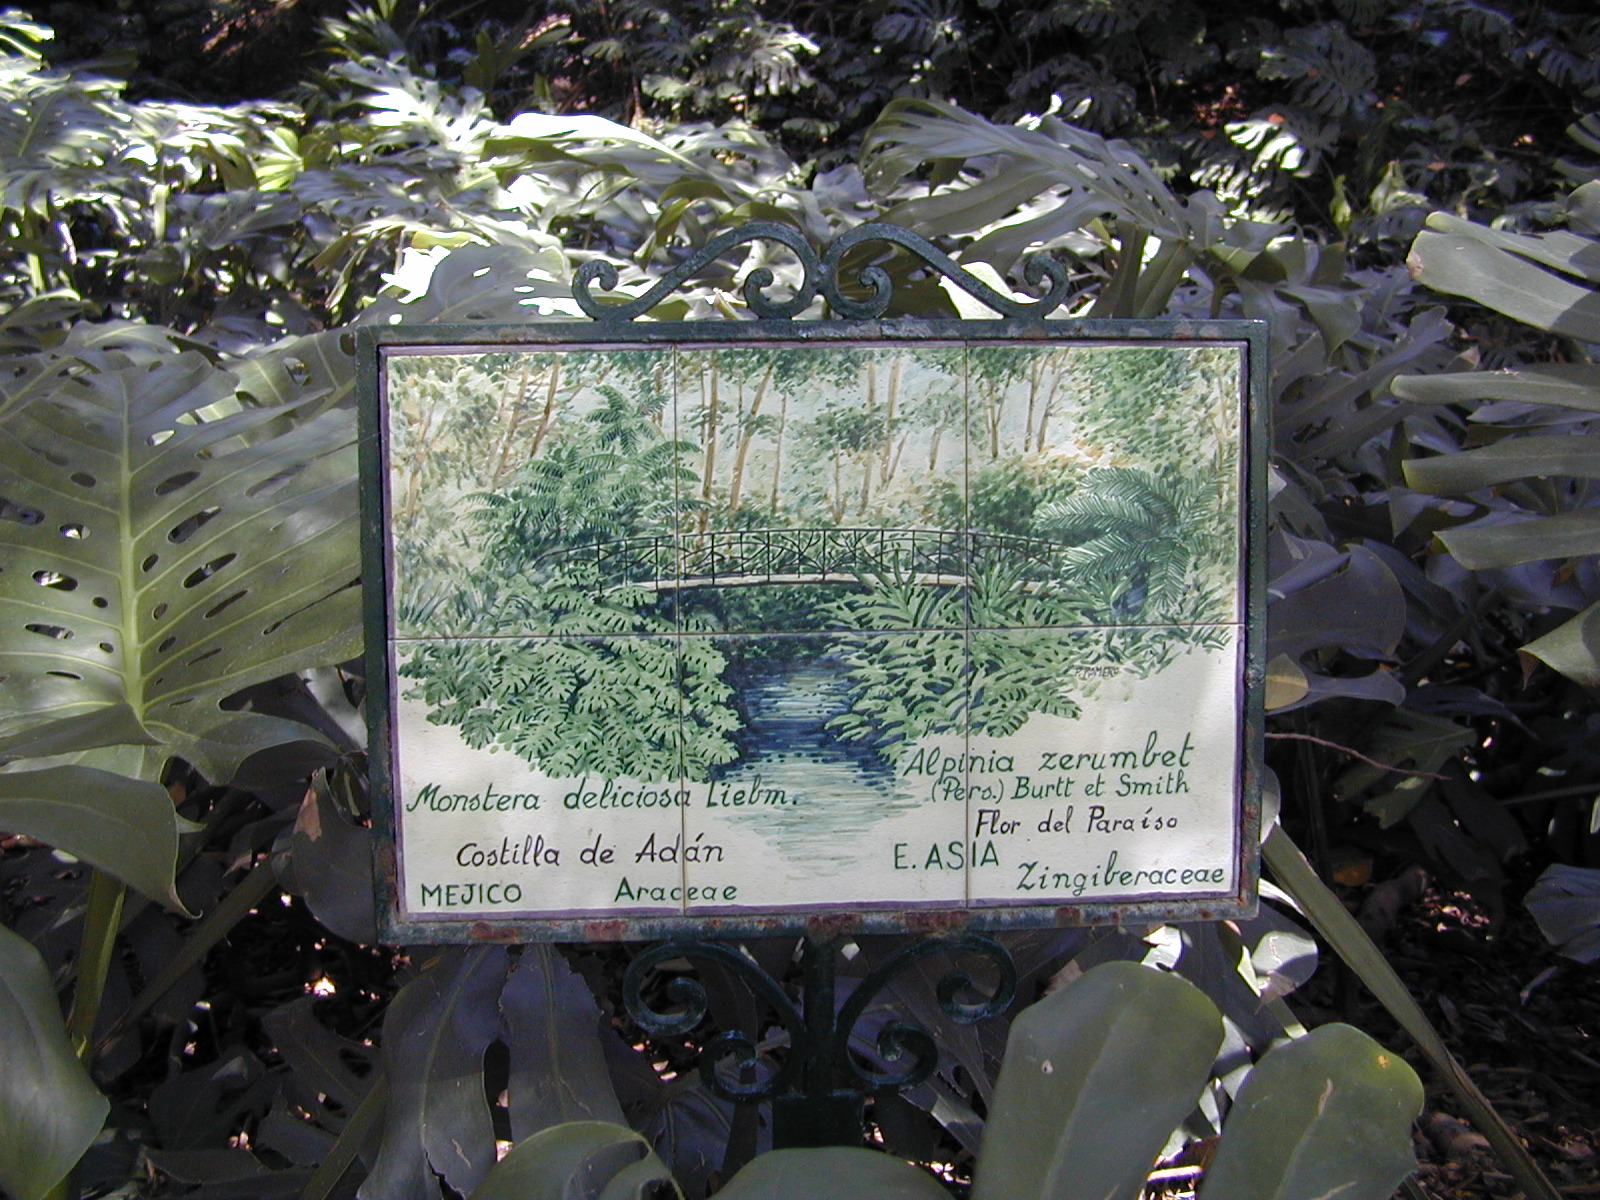 Monstera deliciosa Liebm.
Costilla de Adán
MEJICO Araceae
Alpinia zerumbet
(Pers.) Burtt et Smith
Flor del Paraíso
E. ASIA
Zingiberaceae